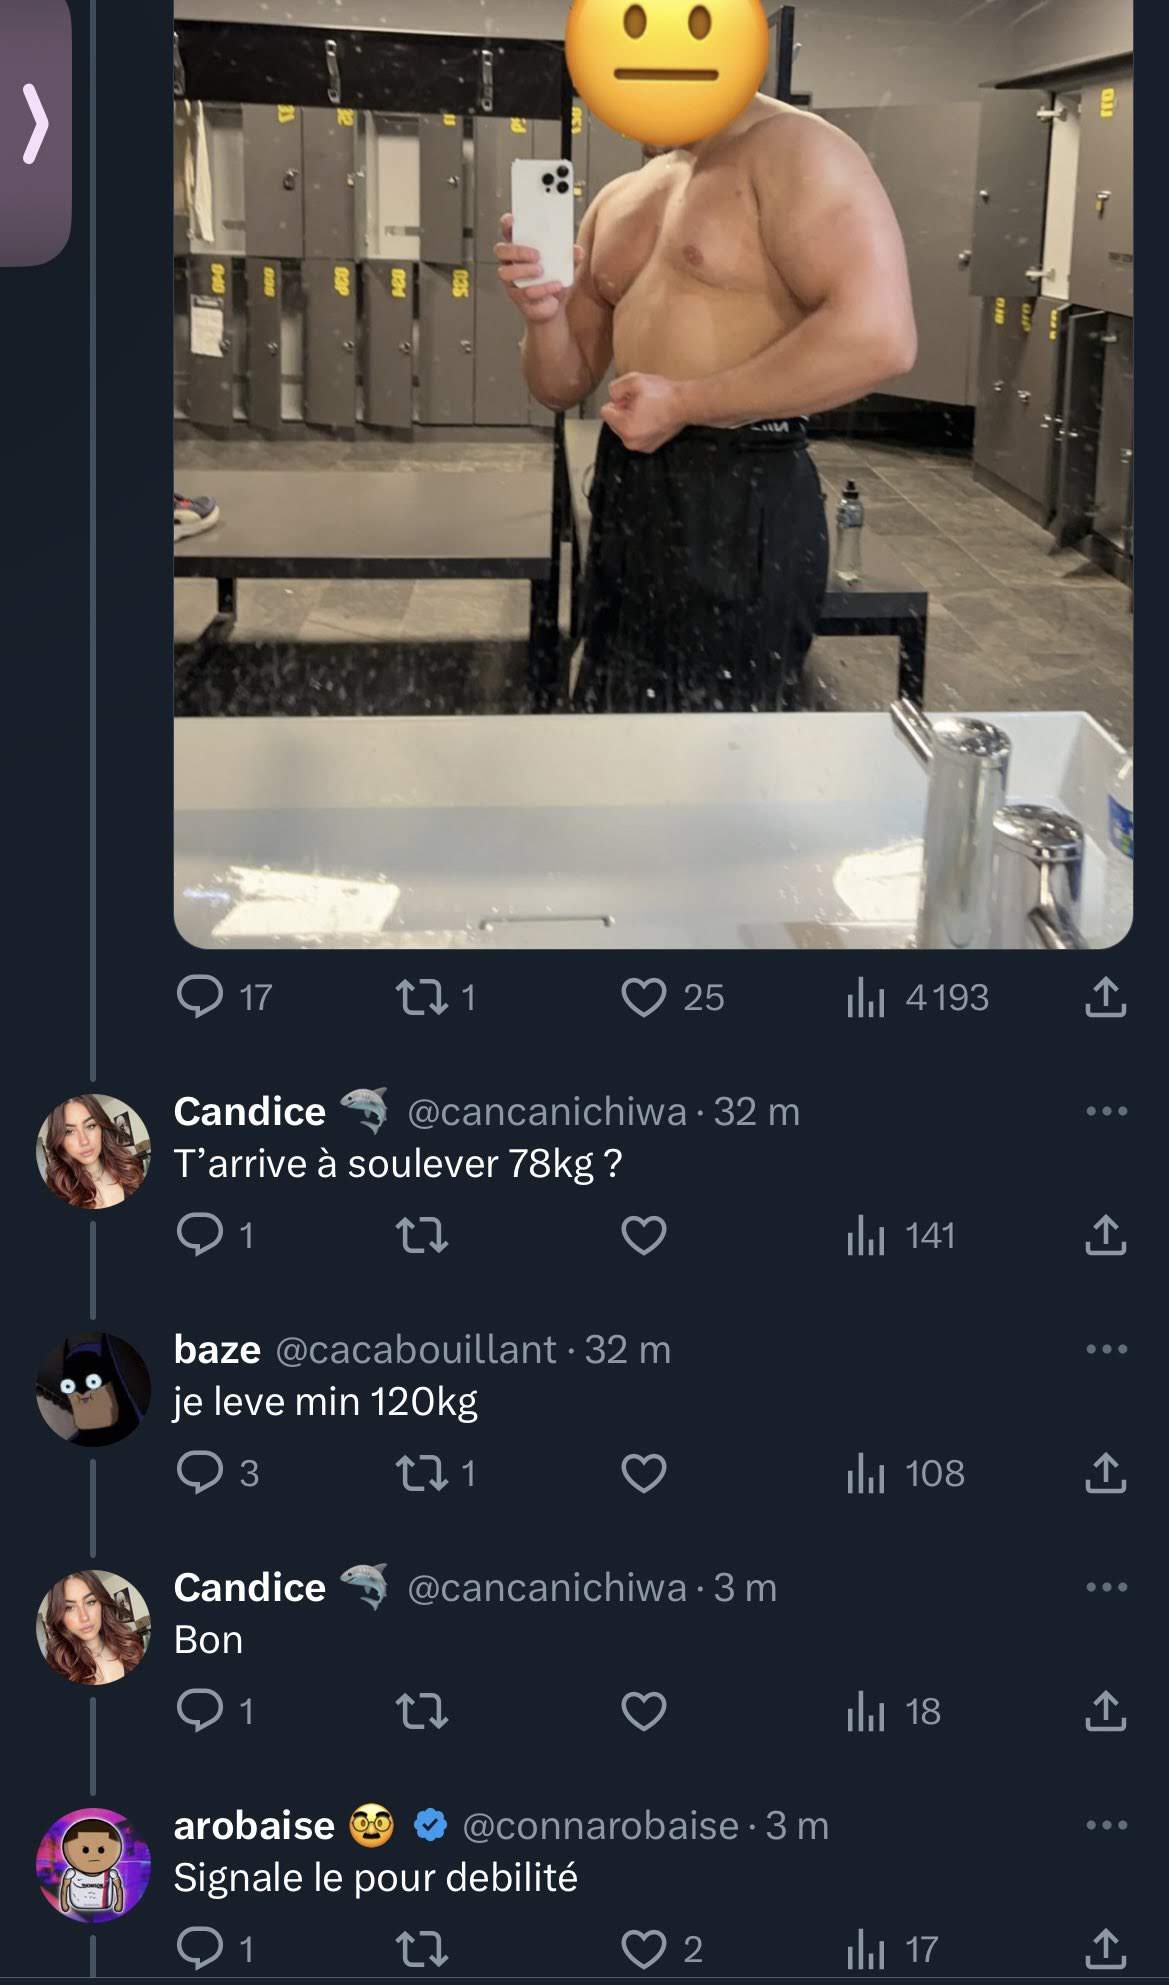 17 1 25 4193
Candice @cancanichiwa · 32 m
T’arrive à soulever 78kg ?
1 141
baze @cacabouillant · 32 m
je leve min 120kg
3 1 108
Candice @cancanichiwa · 3 m
Bon
1 18
arobaise @connarobaise · 3 m
Signale le pour debilité
1 2 17